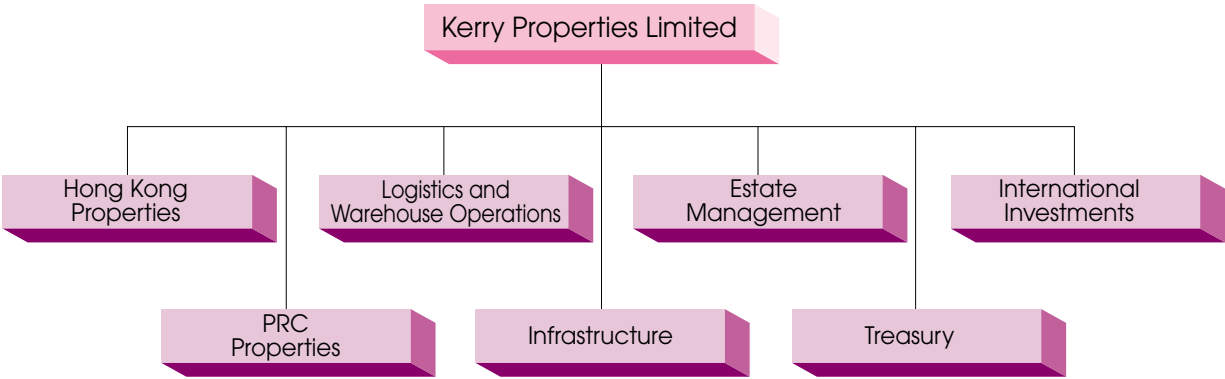 Kerry Properties Limited
Hong Kong
Properties
Logistics and
Warehouse Operations
Estate
Management
International
Investments
PRC
Properties
Infrastructure
Treasury